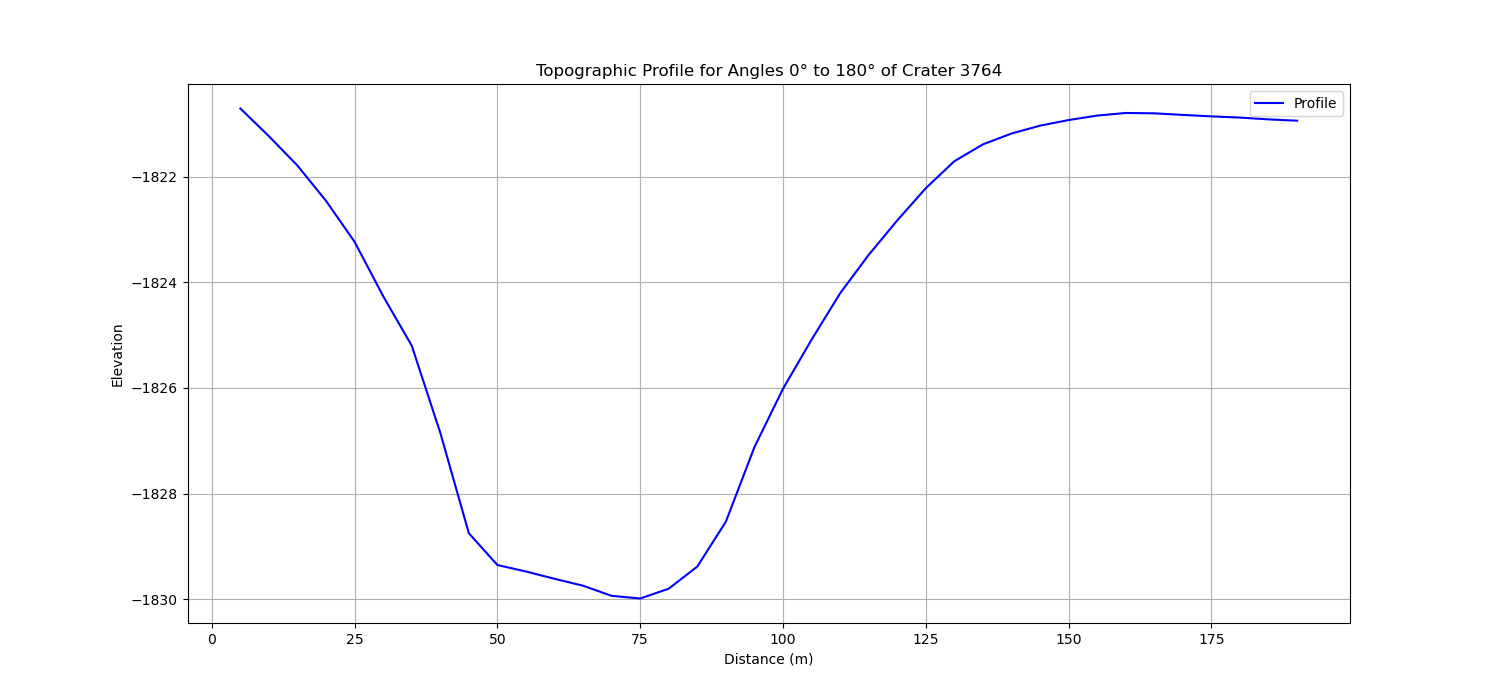 Topographic Profile for Angles 0° to 180° of Crater 3764
Profile
−1822
−1824
−1826
−1828
−1830
Elevation
0 25 50 75 100 125 150 175
Distance (m)